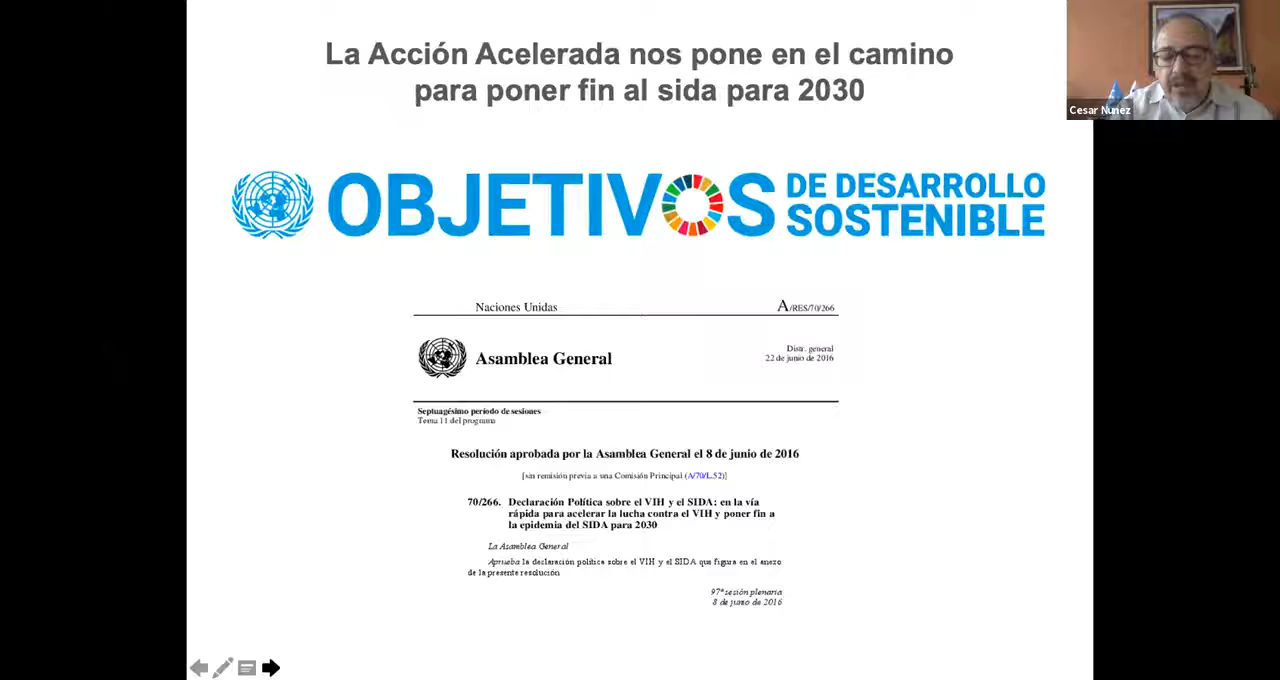 La Acción Acelerada nos pone en el camino
para poner fin al sida para 2030
Cesar Nunez
OBJETIVOS DE DESARROLLO
SOSTENIBLE
Naciones Unidas A/RES/70/266
Asamblea General
Distr. general
22 de junio de 2016
Septuagésimo período de sesiones
Tema 11 del programa
Resolución aprobada por la Asamblea General el 8 de junio de 2016
[sin remisión previa a una Comisión Principal (A/70/L.52)]
70/266. Declaración Política sobre el VIH y el SIDA: en la vía
rápida para acelerar la lucha contra el VIH y poner fin a
la epidemia del SIDA para 2030
La Asamblea General
Aprueba la declaración política sobre el VIH y el SIDA que figura en el anexo
de la presente resolución
97ª sesión plenaria
8 de junio de 2016